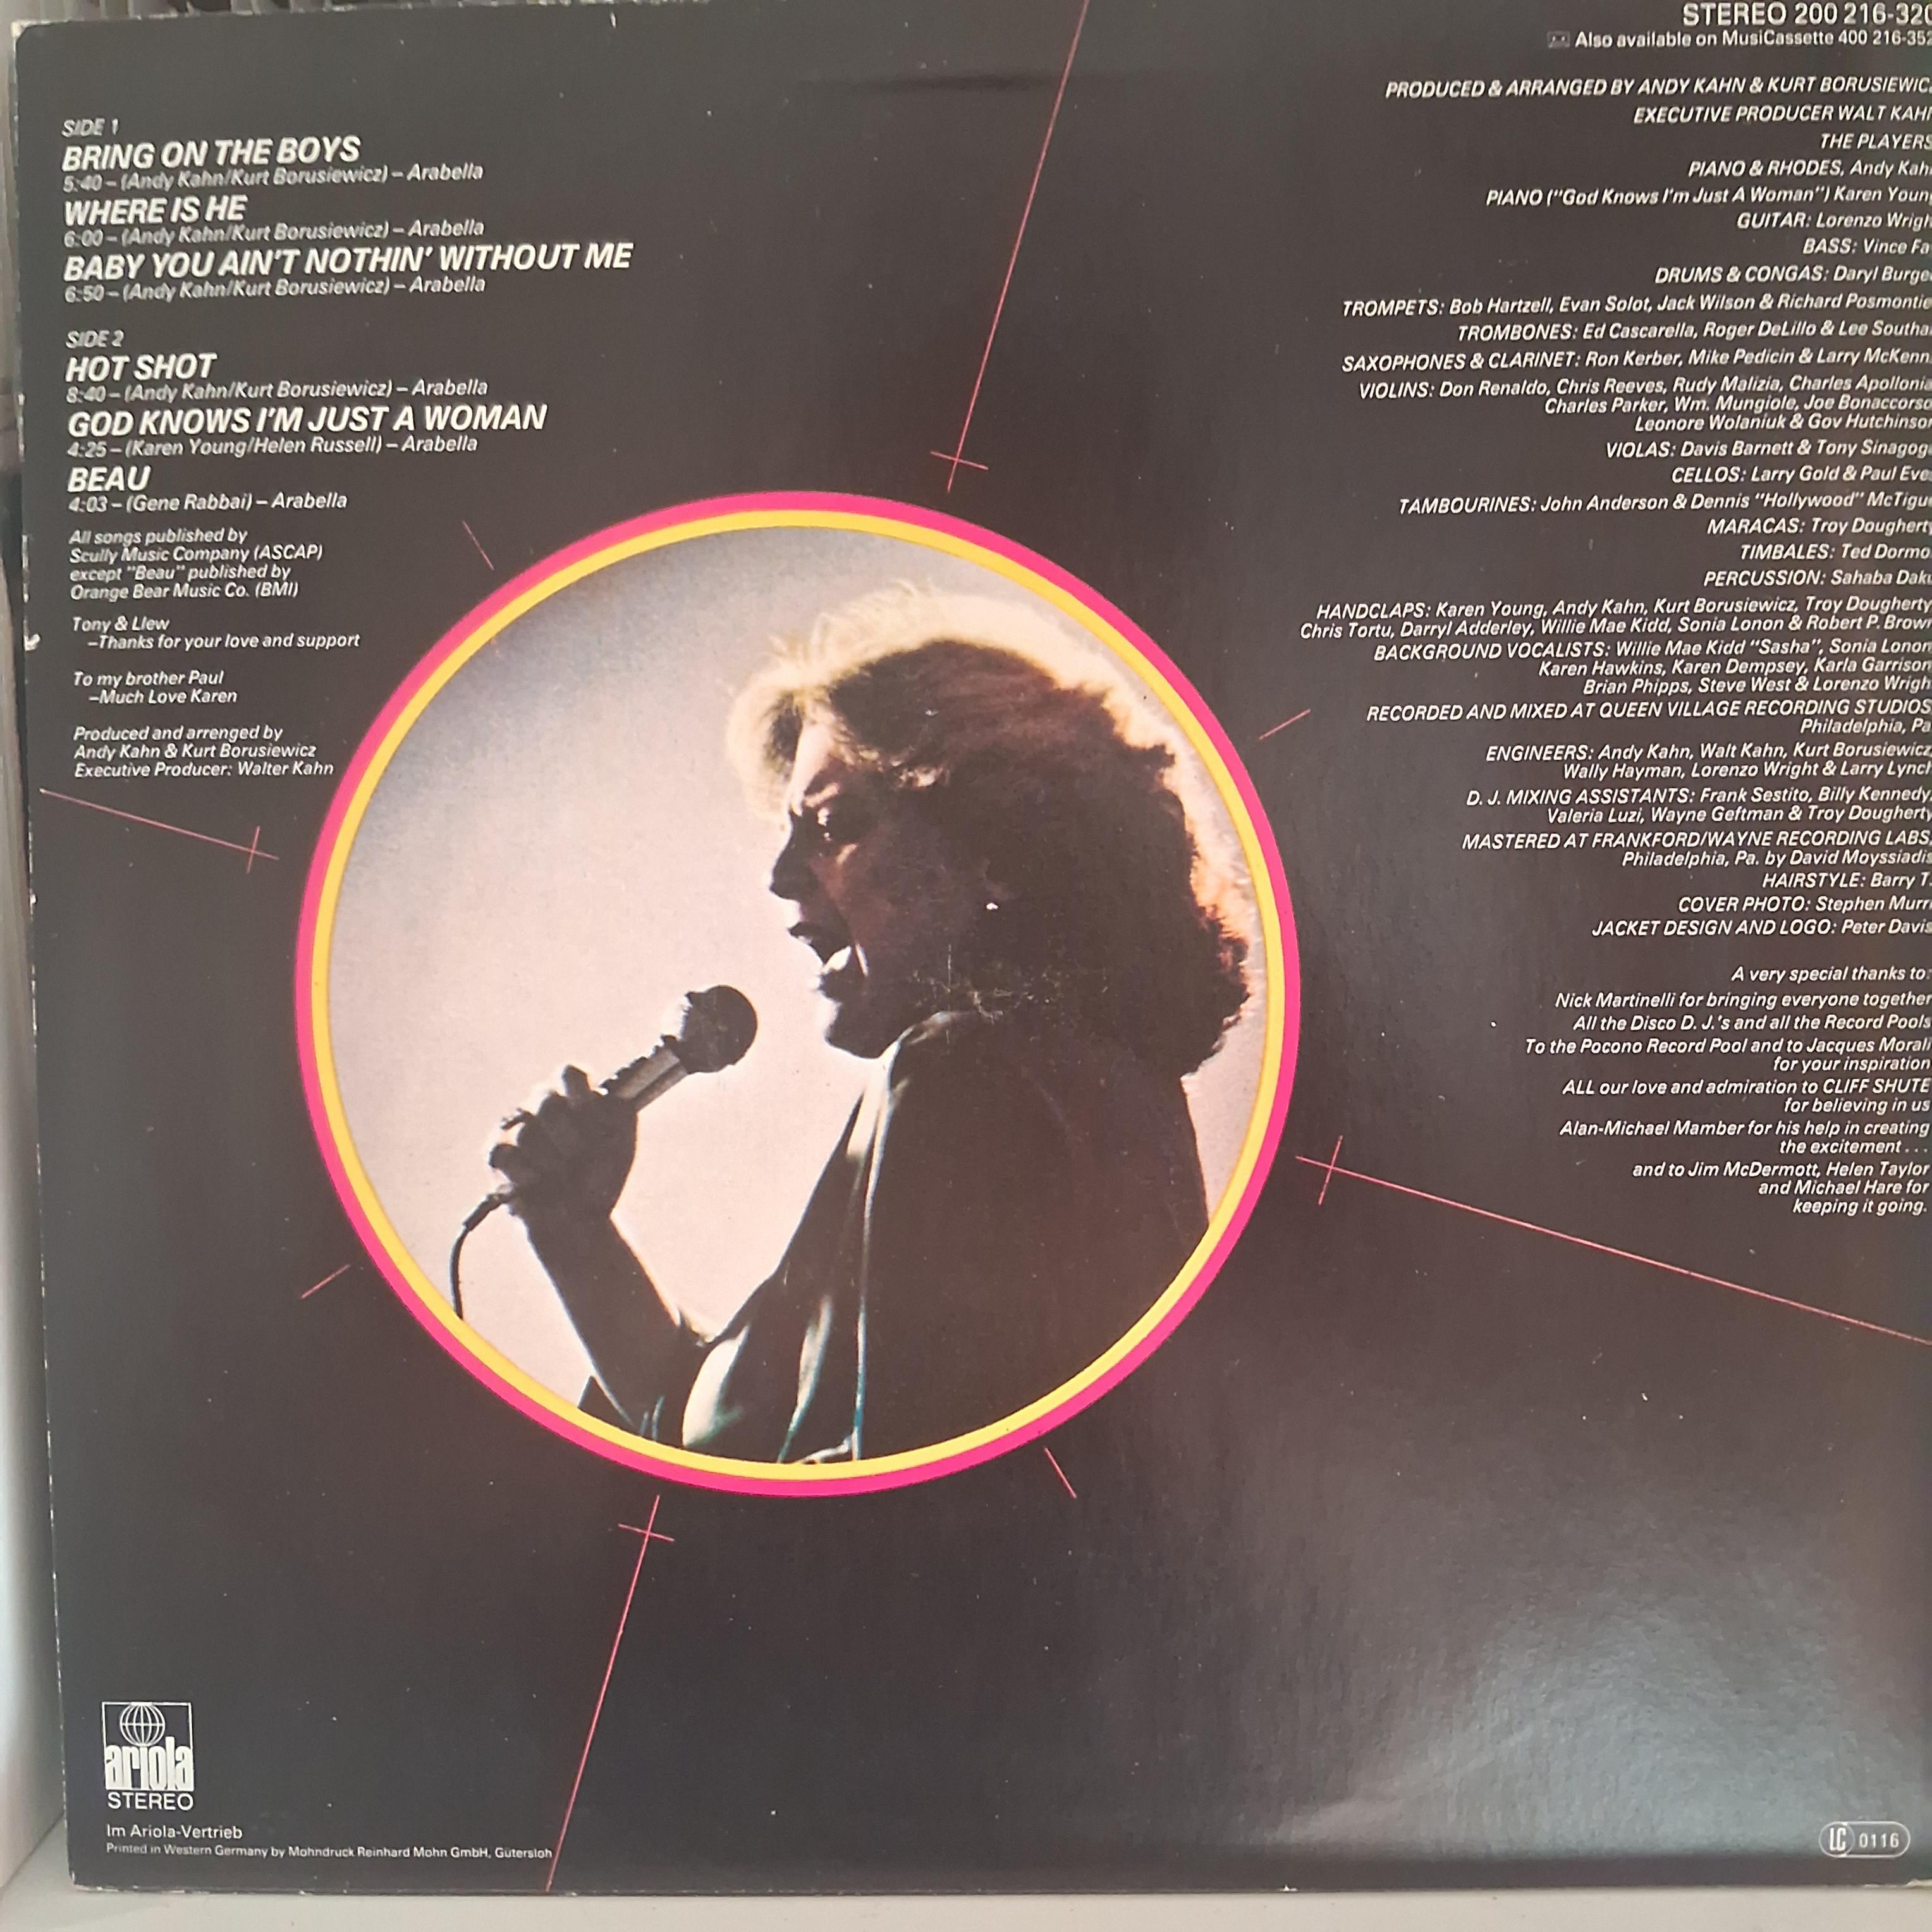 SIDE 1
BRING ON THE BOYS
5:40 – (Andy Kahn/Kurt Borusiewicz) – Arabella
WHERE IS HE
6:00 – (Andy Kahn/Kurt Borusiewicz) – Arabella
BABY YOU AIN'T NOTHIN' WITHOUT ME
6:50 – (Andy Kahn/Kurt Borusiewicz) – Arabella
SIDE 2
HOT SHOT
8:40 – (Andy Kahn/Kurt Borusiewicz) – Arabella
GOD KNOWS I'M JUST A WOMAN
4:25 – (Karen Young/Helen Russell) – Arabella
BEAU
4:03 – (Gene Rabbai) – Arabella
All songs published by
Scully Music Company (ASCAP)
except "Beau" published by
Orange Bear Music Co. (BMI)
Tony & Llew
–Thanks for your love and support
To my brother Paul
–Much Love Karen
Produced and arranged by
Andy Kahn & Kurt Borusiewicz
Executive Producer: Walter Kahn
STEREO 200 216-320
Also available on MusiCassette 400 216-352
PRODUCED & ARRANGED BY ANDY KAHN & KURT BORUSIEWIC
EXECUTIVE PRODUCER WALT KAHN
THE PLAYERS
PIANO & RHODES, Andy Kahn
PIANO ("God Knows I'm Just A Woman") Karen Young
GUITAR: Lorenzo Wrigh
BASS: Vince Fa
DRUMS & CONGAS: Daryl Burge
TROMPETS: Bob Hartzell, Evan Solot, Jack Wilson & Richard Posmontie
TROMBONES: Ed Cascarella, Roger DeLillo & Lee Southa
SAXOPHONES & CLARINET: Ron Kerber, Mike Pedicin & Larry McKenn
VIOLINS: Don Renaldo, Chris Reeves, Rudy Malizia, Charles Apollonia
Charles Parker, Wm. Mungiole, Joe Bonaccorso
Leonore Wolaniuk & Gov Hutchinson
VIOLAS: Davis Barnett & Tony Sinagog
CELLOS: Larry Gold & Paul Eve
TAMBOURINES: John Anderson & Dennis "Hollywood" McTigu
MARACAS: Troy Dougherty
TIMBALES: Ted Dormo
PERCUSSION: Sahaba Dak
HANDCLAPS: Karen Young, Andy Kahn, Kurt Borusiewicz, Troy Dougherty
Chris Tortu, Darryl Adderley, Willie Mae Kidd, Sonia Lonon & Robert P. Brown
BACKGROUND VOCALISTS: Willie Mae Kidd "Sasha", Sonia Lonon
Karen Hawkins, Karen Dempsey, Karla Garrison
Brian Phipps, Steve West & Lorenzo Wrigh
RECORDED AND MIXED AT QUEEN VILLAGE RECORDING STUDIOS
Philadelphia, Pa
ENGINEERS: Andy Kahn, Walt Kahn, Kurt Borusiewicz
Wally Hayman, Lorenzo Wright & Larry Lynch
D. J. MIXING ASSISTANTS: Frank Sestito, Billy Kennedy,
Valeria Luzi, Wayne Geftman & Troy Dougherty
MASTERED AT FRANKFORD/WAYNE RECORDING LABS,
Philadelphia, Pa. by David Moyssiadis
HAIRSTYLE: Barry T.
COVER PHOTO: Stephen Murri
JACKET DESIGN AND LOGO: Peter Davis
A very special thanks to:
Nick Martinelli for bringing everyone together
All the Disco D. J.'s and all the Record Pools
To the Pocono Record Pool and to Jacques Morali
for your inspiration
ALL our love and admiration to CLIFF SHUTE
for believing in us
Alan-Michael Mamber for his help in creating
the excitement . . .
and to Jim McDermott, Helen Taylor
and Michael Hare for
keeping it going.
ariola
STEREO
Im Ariola-Vertrieb
Printed in Western Germany by Mohndruck Reinhard Mohn GmbH, Gütersloh
LC 0116